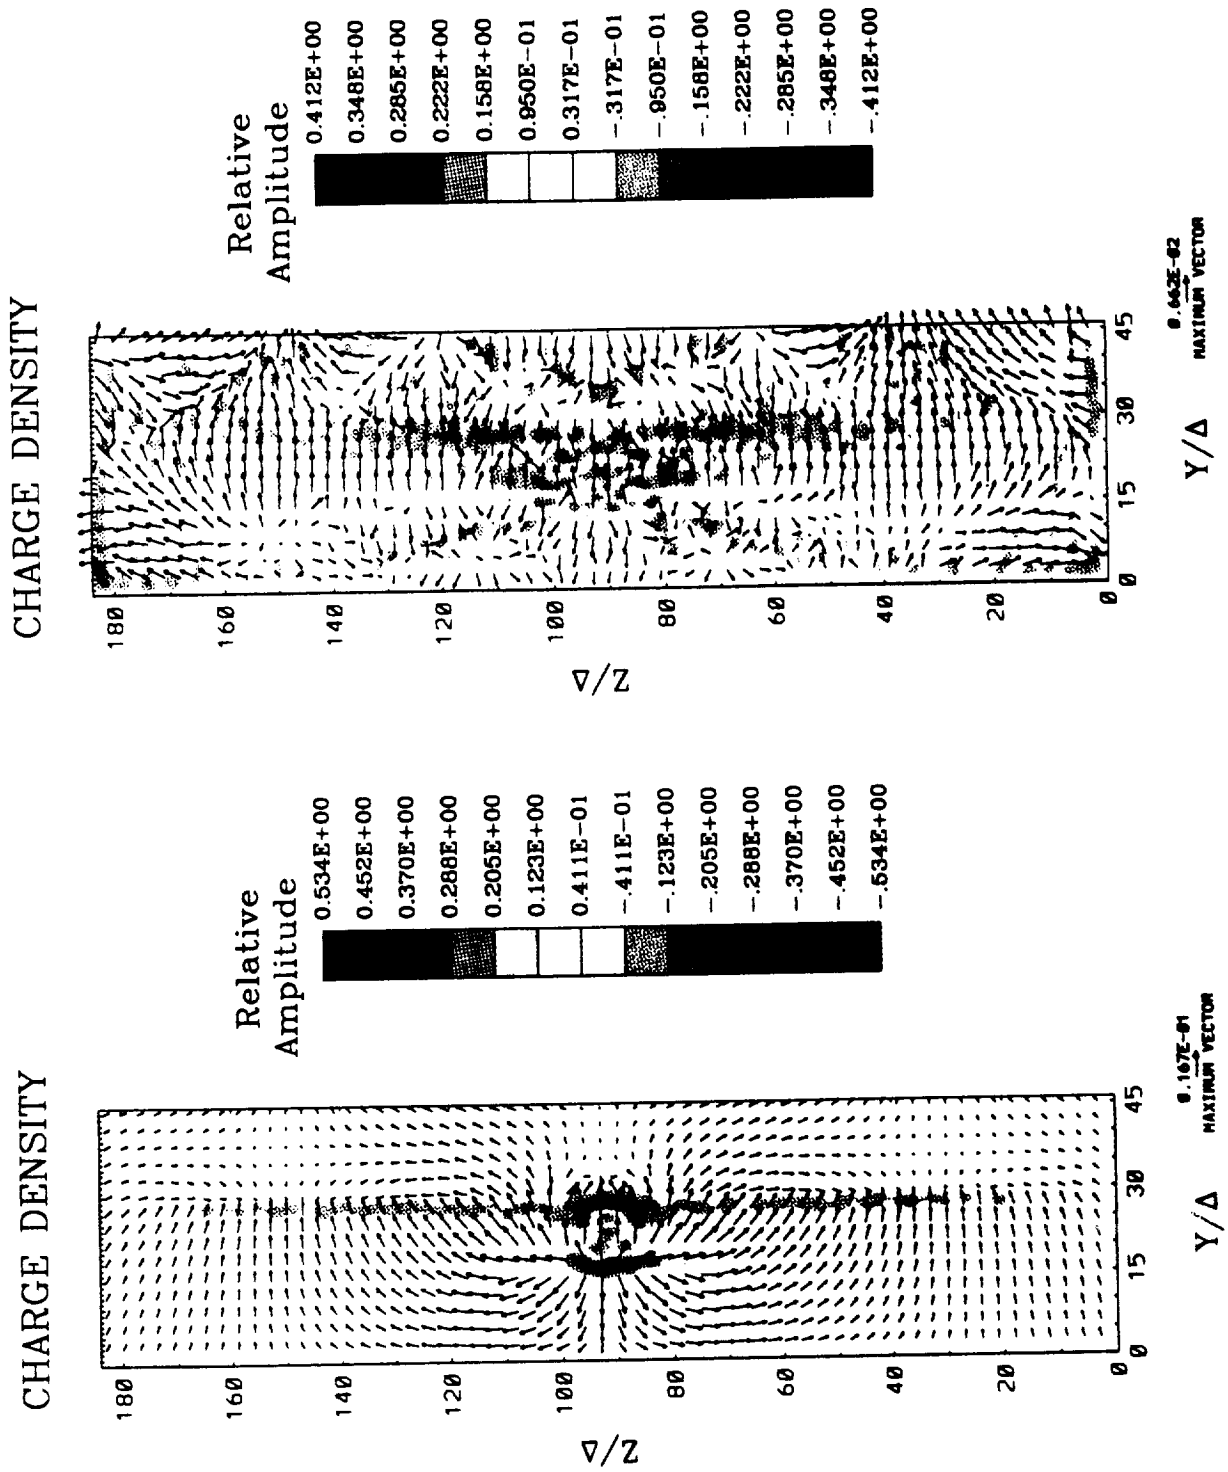 CHARGE DENSITY
Relative
Amplitude
0.534E+00
0.452E+00
0.370E+00
0.288E+00
0.205E+00
0.123E+00
0.411E-01
-.411E-01
-.123E+00
-.205E+00
-.288E+00
-.370E+00
-.452E+00
-.534E+00
180
160
140
120
100
80
60
40
20
0
Z/Δ
0
15
30
45
Y/Δ
0.167E-01
MAXIMUM VECTOR
CHARGE DENSITY
Relative
Amplitude
0.412E+00
0.348E+00
0.285E+00
0.222E+00
0.158E+00
0.950E-01
0.317E-01
-.317E-01
-.950E-01
-.158E+00
-.222E+00
-.285E+00
-.348E+00
-.412E+00
180
160
140
120
100
80
60
40
20
0
Z/Δ
0
15
30
45
Y/Δ
0.662E-02
MAXIMUM VECTOR